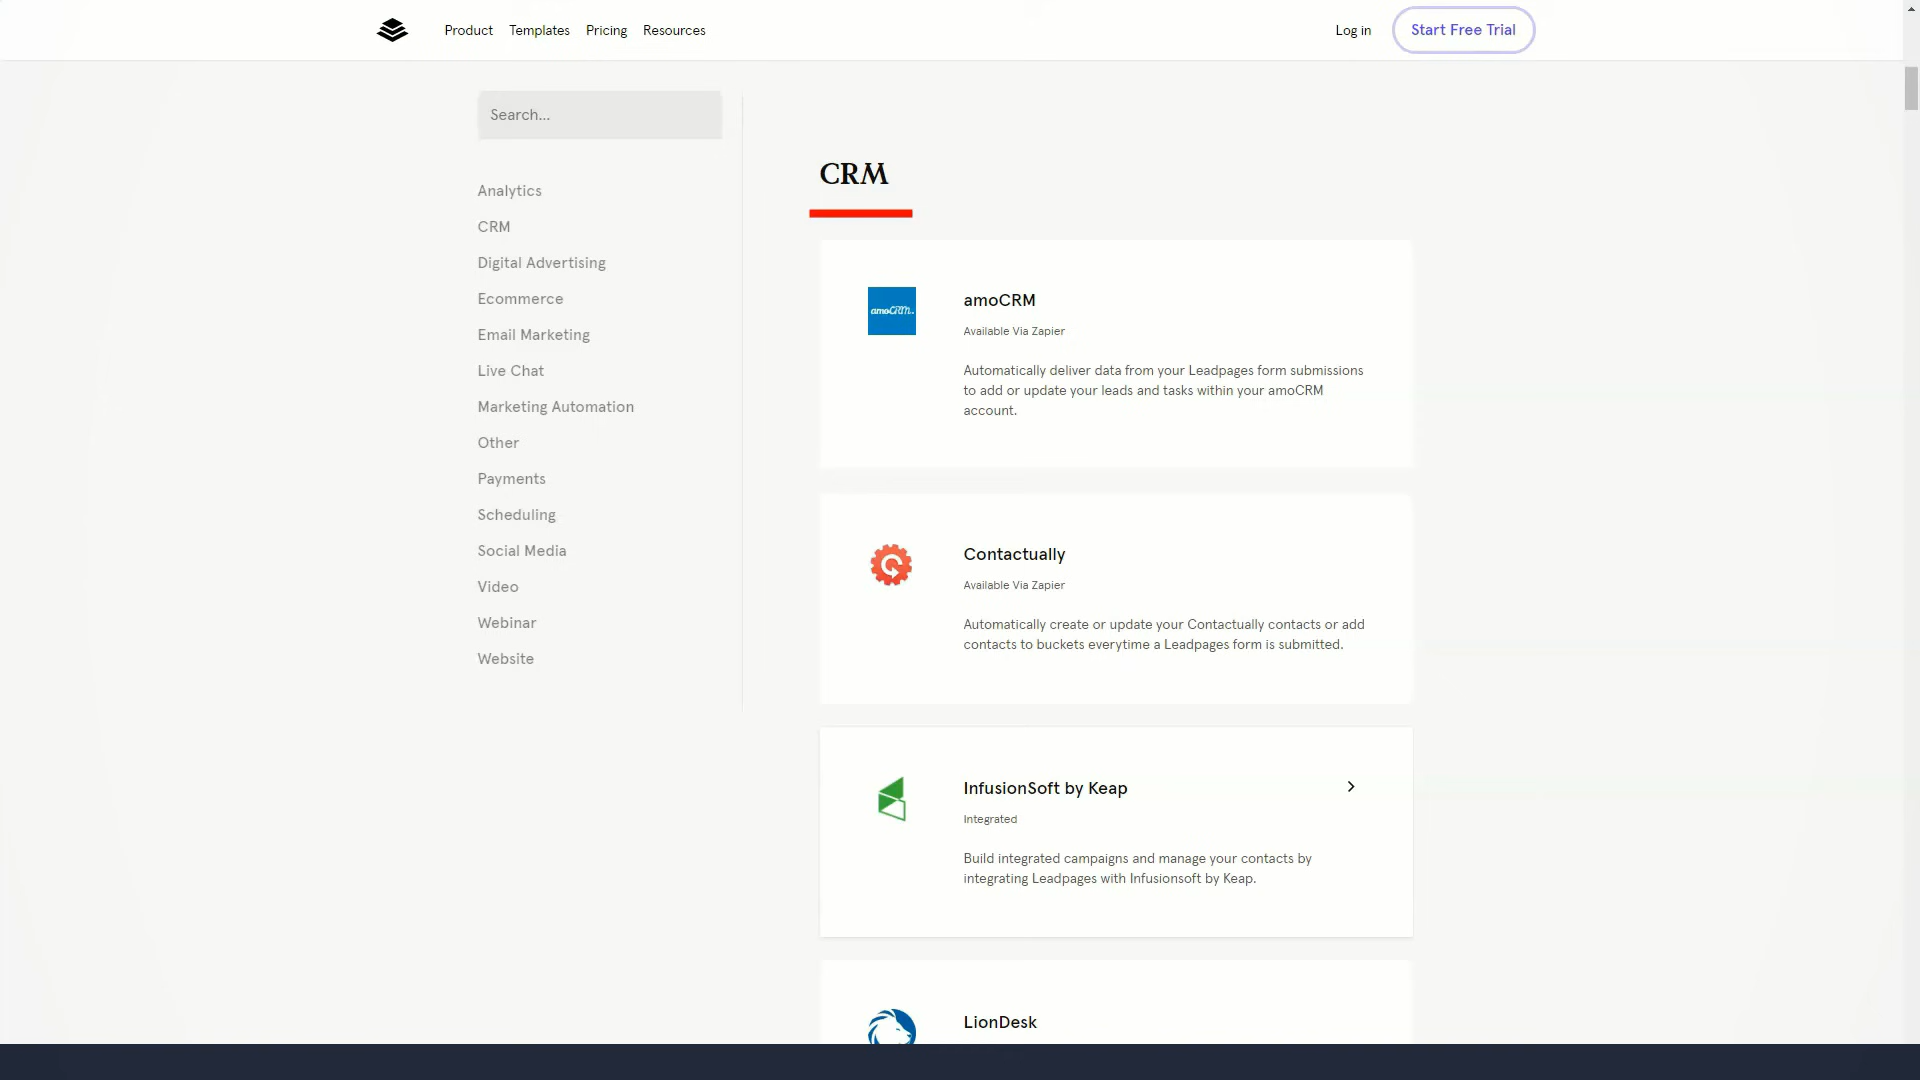 Product Templates Pricing Resources Log in Start Free Trial
Search...
Analytics
CRM
Digital Advertising
Ecommerce
Email Marketing
Live Chat
Marketing Automation
Other
Payments
Scheduling
Social Media
Video
Webinar
Website
CRM
amoCRM.
amoCRM
Available Via Zapier
Automatically deliver data from your Leadpages form submissions
to add or update your leads and tasks within your amoCRM
account.
Contactually
Available Via Zapier
Automatically create or update your Contactually contacts or add
contacts to buckets everytime a Leadpages form is submitted.
InfusionSoft by Keap
Integrated
Build integrated campaigns and manage your contacts by
integrating Leadpages with Infusionsoft by Keap.
LionDesk